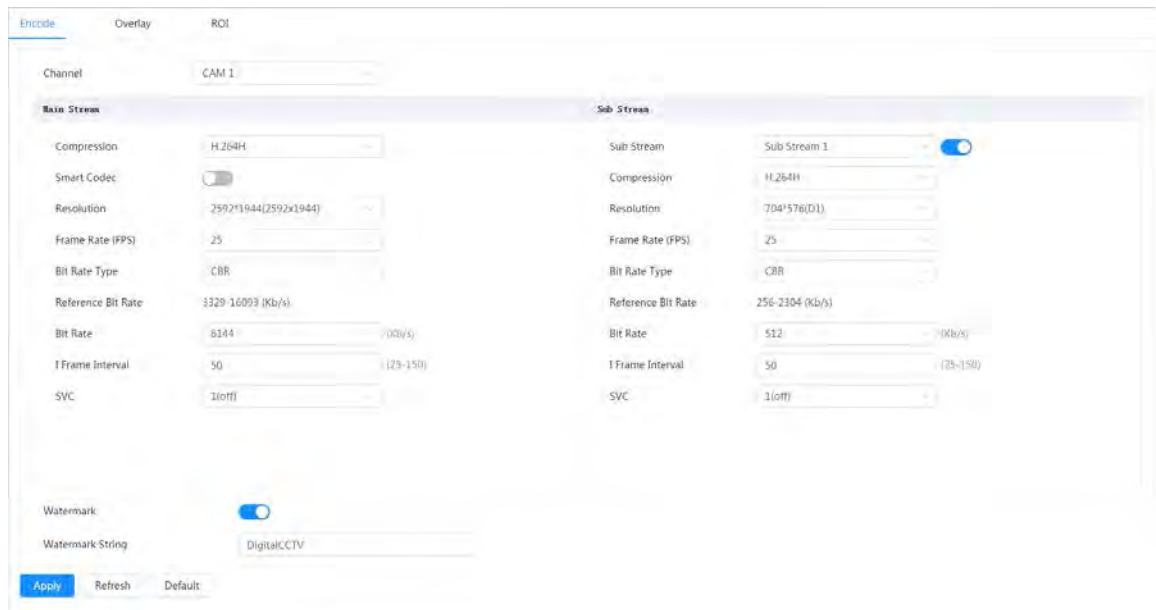 Encode Overlay ROI
Channel CAM 1
Main Stream Sub Stream
Compression H.264H Sub Stream Sub Stream 1
Smart Codec Compression H.264H
Resolution 2592*1944(2592x1944) Resolution 704*576(D1)
Frame Rate (FPS) 25 Frame Rate (FPS) 25
Bit Rate Type CBR Bit Rate Type CBR
Reference Bit Rate 3329-16093 (Kb/s) Reference Bit Rate 256-2304 (Kb/s)
Bit Rate 6144 (Kb/s) Bit Rate 512 (Kb/s)
I Frame Interval 50 (25-150) I Frame Interval 50 (25-150)
SVC 1(off) SVC 1(off)
Watermark
Watermark String DigitalCCTV
Apply Refresh Default